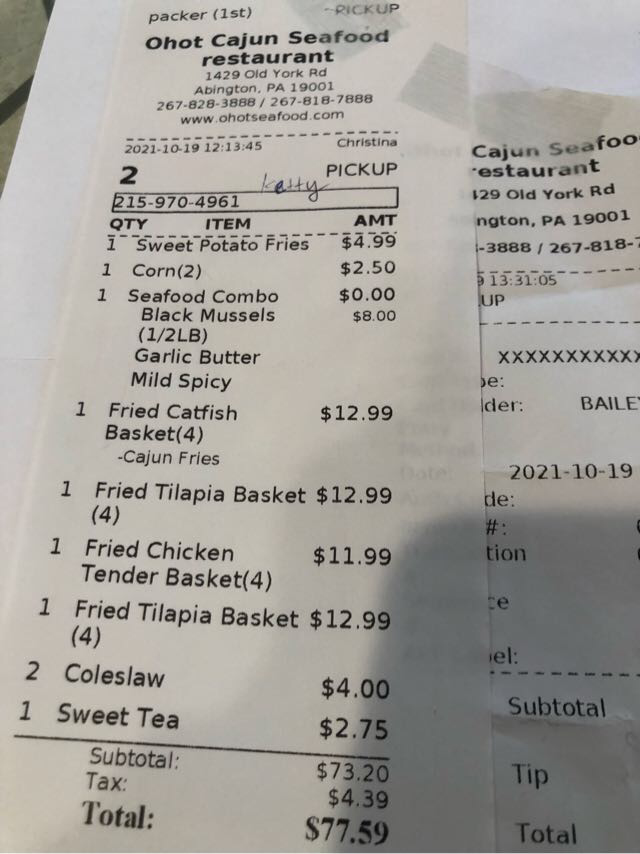 packer (1st) PICKUP
Ohot Cajun Seafood
restaurant
1429 Old York Rd
Abington, PA 19001
267-828-3888 / 267-818-7888
www.ohotseafood.com
2021-10-19 12:13:45 Christina
2 PICKUP
215-970-4961
QTY ITEM AMT
1 Sweet Potato Fries $4.99
1 Corn(2) $2.50
1 Seafood Combo $0.00
Black Mussels $8.00
(1/2LB)
Garlic Butter
Mild Spicy
1 Fried Catfish $12.99
Basket(4)
-Cajun Fries
1 Fried Tilapia Basket $12.99
(4)
1 Fried Chicken $11.99
Tender Basket(4)
1 Fried Tilapia Basket $12.99
(4)
2 Coleslaw $4.00
1 Sweet Tea $2.75
Subtotal: $73.20
Tax: $4.39
Total: $77.59
Cajun Seafoo
estaurant
29 Old York Rd
ngton, PA 19001
-3888 / 267-818-
13:31:05
UP
XXXXXXXXXXX
der: BAILE
2021-10-19
de:
#:
tion
el:
Subtotal
Tip
Total